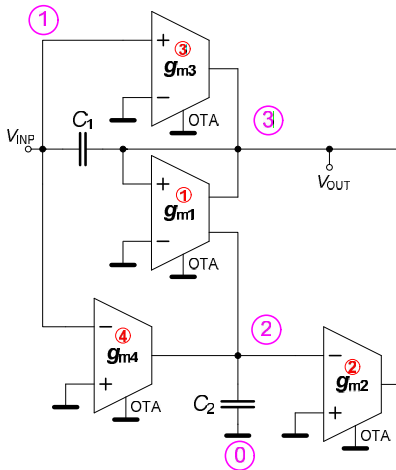 ①
+
③
gm3
−
OTA
③
C1
VINP
+
①
gm1
−
OTA
VOUT
−
④
gm4
+
OTA
②
C2
−
②
gm2
+
OTA
⓪